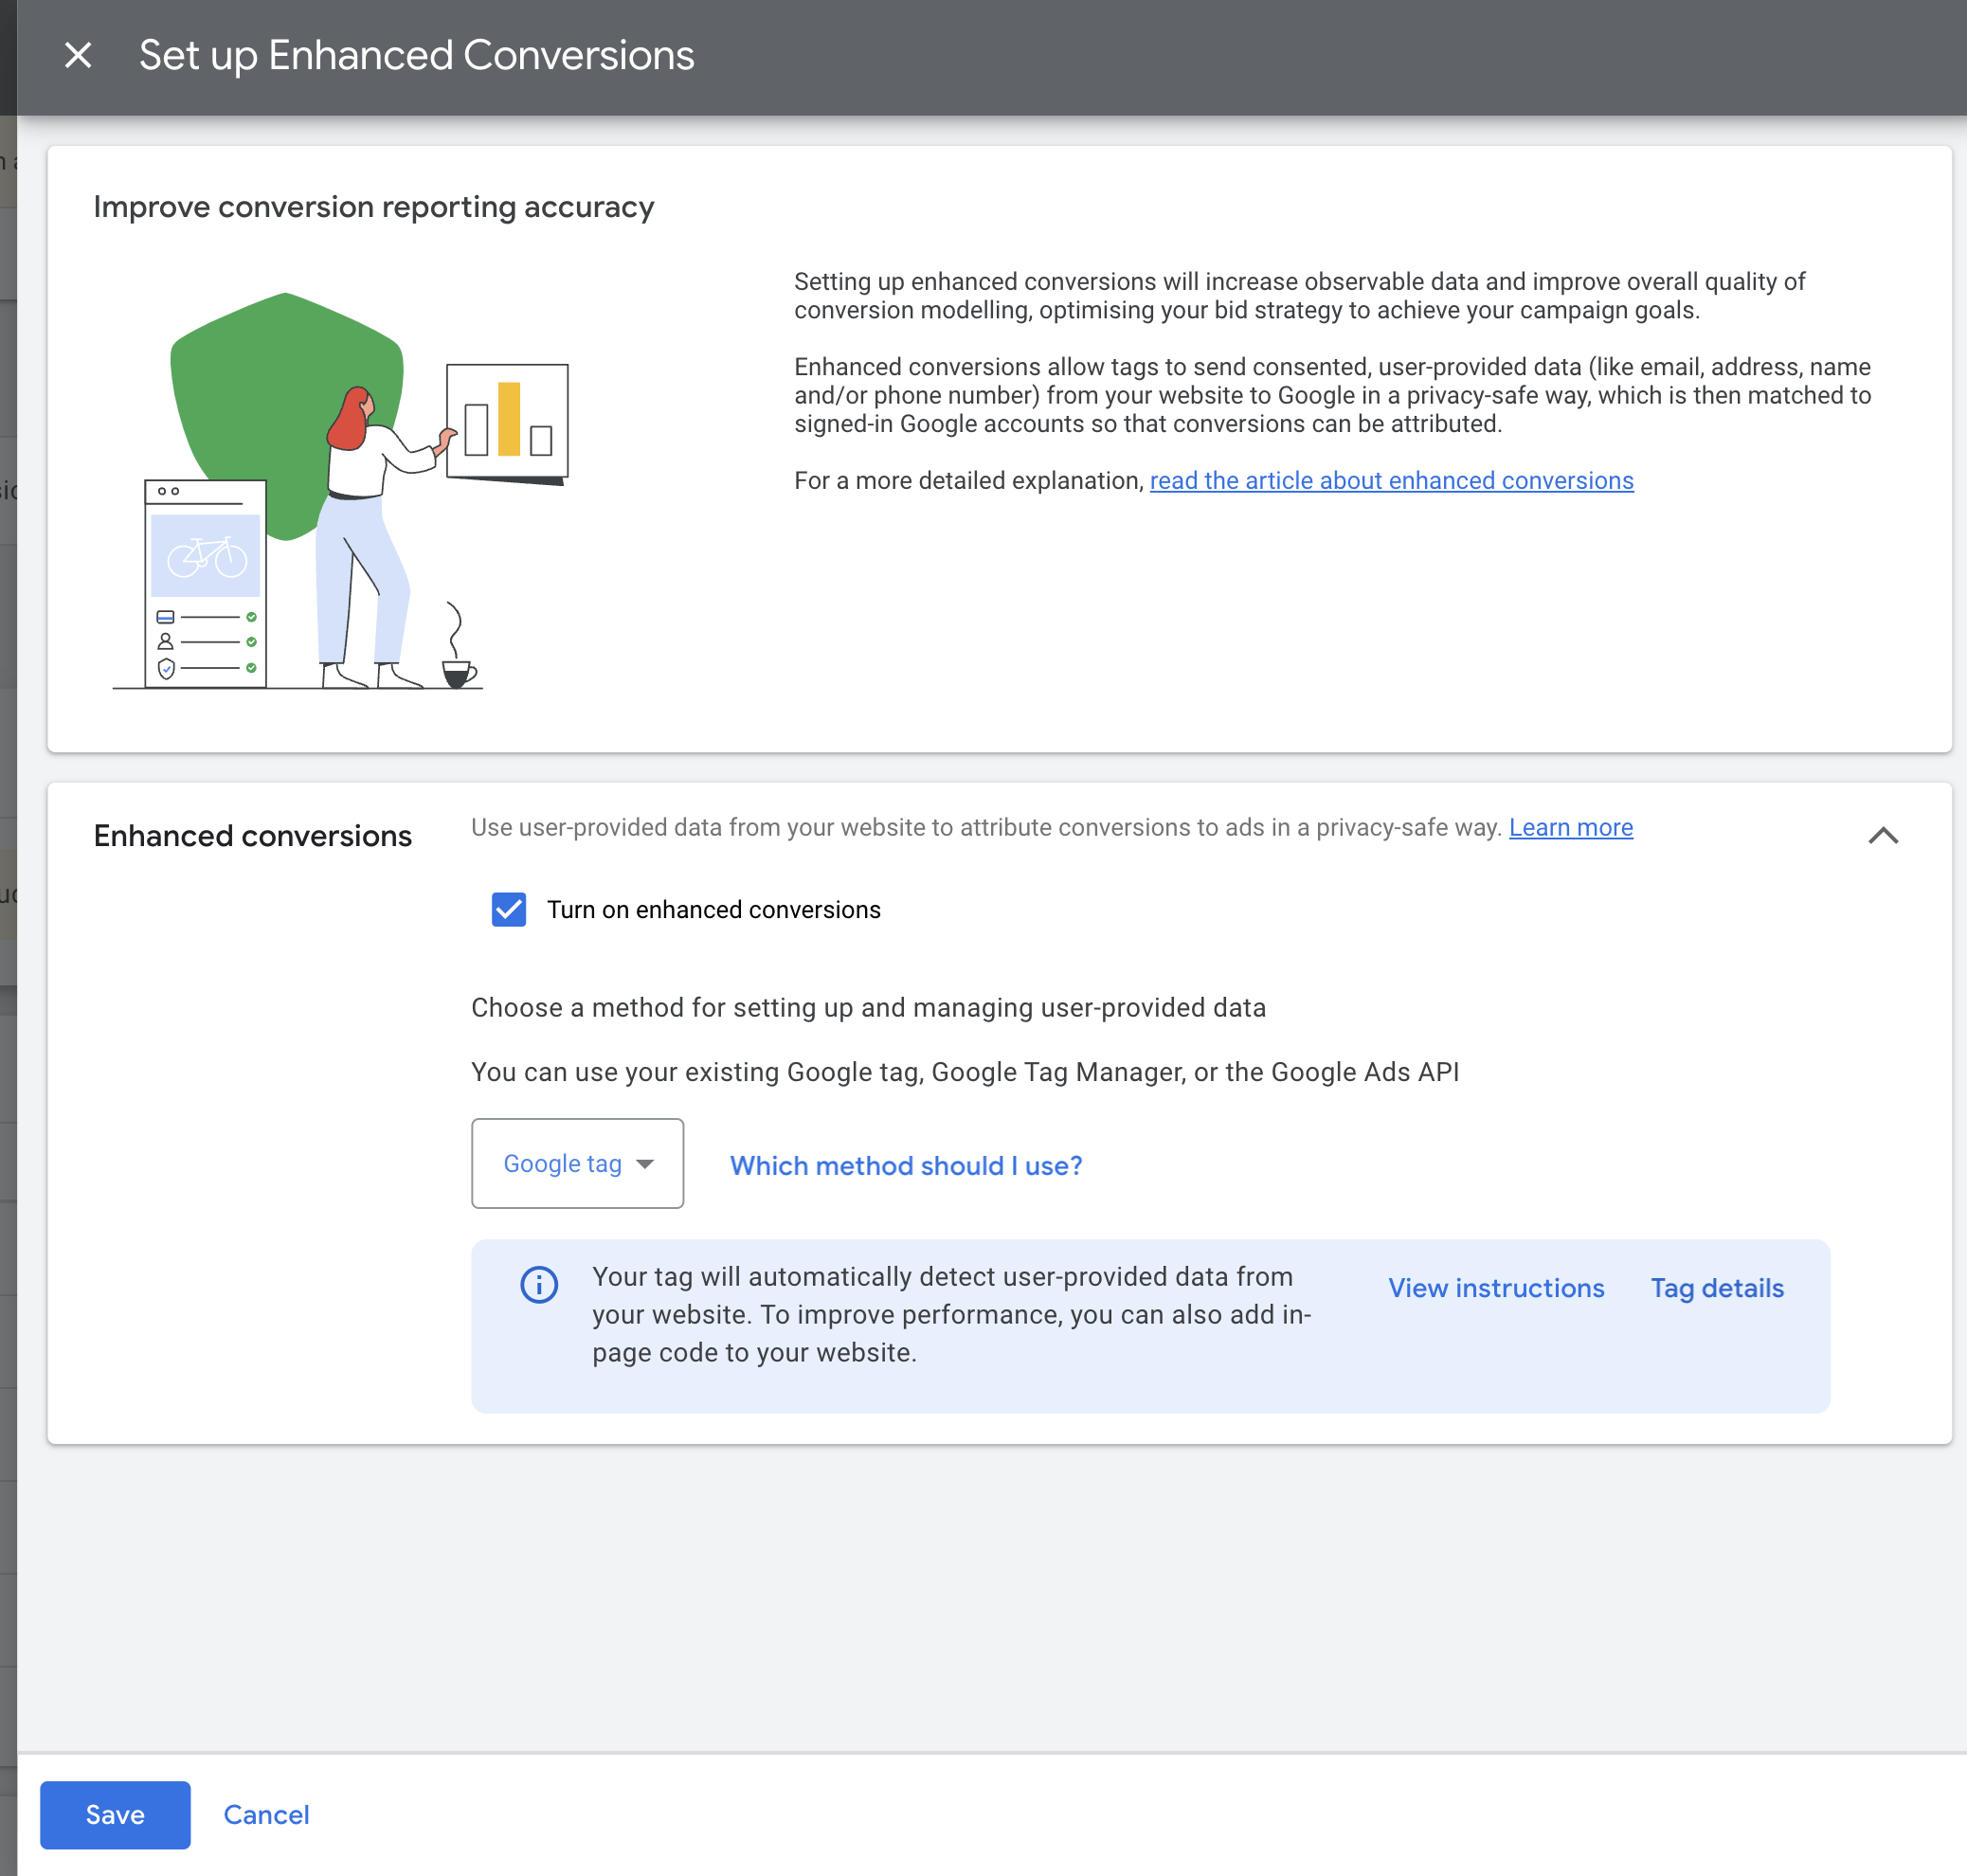 Set up Enhanced Conversions
Improve conversion reporting accuracy
Setting up enhanced conversions will increase observable data and improve overall quality of
conversion modelling, optimising your bid strategy to achieve your campaign goals.
Enhanced conversions allow tags to send consented, user-provided data (like email, address, name
and/or phone number) from your website to Google in a privacy-safe way, which is then matched to
signed-in Google accounts so that conversions can be attributed.
For a more detailed explanation, read the article about enhanced conversions
Enhanced conversions
Use user-provided data from your website to attribute conversions to ads in a privacy-safe way. Learn more
Turn on enhanced conversions
Choose a method for setting up and managing user-provided data
You can use your existing Google tag, Google Tag Manager, or the Google Ads API
Google tag
Which method should I use?
Your tag will automatically detect user-provided data from
your website. To improve performance, you can also add in-
page code to your website.
View instructions
Tag details
Save
Cancel